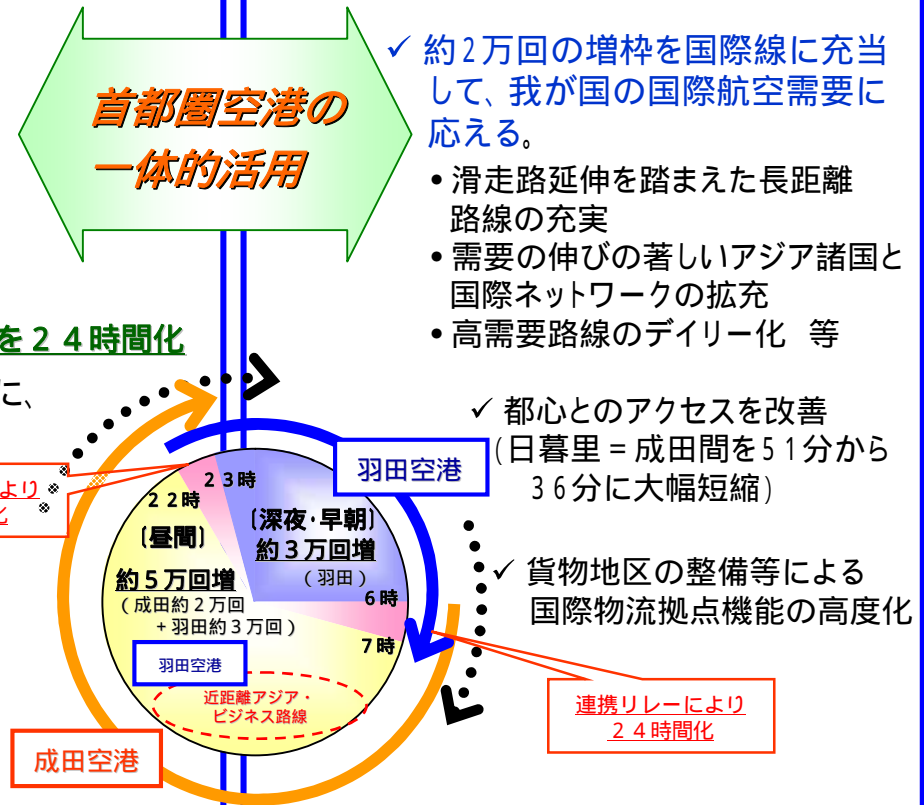 首都圏空港の
一体的活用
✓ 約2万回の増枠を国際線に充当
して、我が国の国際航空需要に
応える。
• 滑走路延伸を踏まえた長距離
路線の充実
• 需要の伸びの著しいアジア諸国と
国際ネットワークの拡充
• 高需要路線のデイリー化 等
を24時間化
に、
✓ 都心とのアクセスを改善
(日暮里=成田間を51分から
36分に大幅短縮)
✓ 貨物地区の整備等による
国際物流拠点機能の高度化
羽田空港
より
化
22時
23時
〔深夜・早朝〕
約3万回増
(羽田)
6時
7時
〔昼間〕
約5万回増
(成田約2万回
+羽田約3万回)
羽田空港
近距離アジア・
ビジネス路線
連携リレーにより
24時間化
成田空港